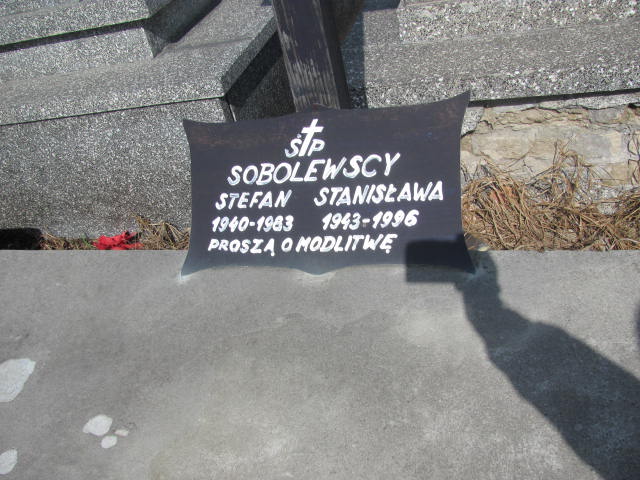 ŚP
SOBOLEWSCY
STEFAN STANISŁAWA
1940-1983 1943-1996
PROSZĄ O MODLITWĘ